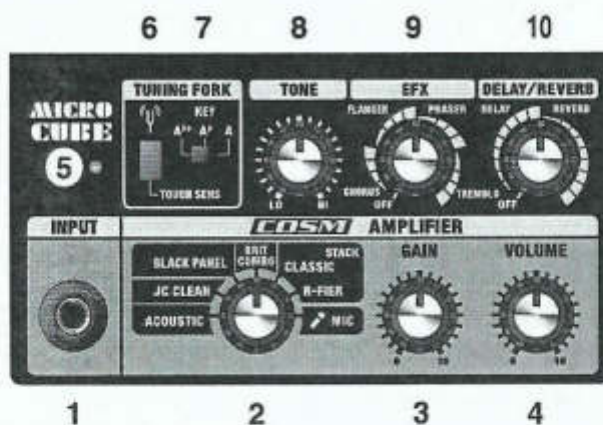 6 7 8 9 10
TUNING FORK
TONE
EFX
DELAY/REVERB
MICRO
CUBE
5
KEY
A♭♭ A♭ A
TOUCH SENS
LO HI
FLANGER PHASER
CHORUS TREMOLO
OFF
DELAY REVERB
OFF
INPUT
COSM AMPLIFIER
BLACK PANEL
BRIT
COMBO
STACK
CLASSIC
JC CLEAN
R-FIER
ACOUSTIC
MIC
GAIN
0 10
VOLUME
0 10
1 2 3 4